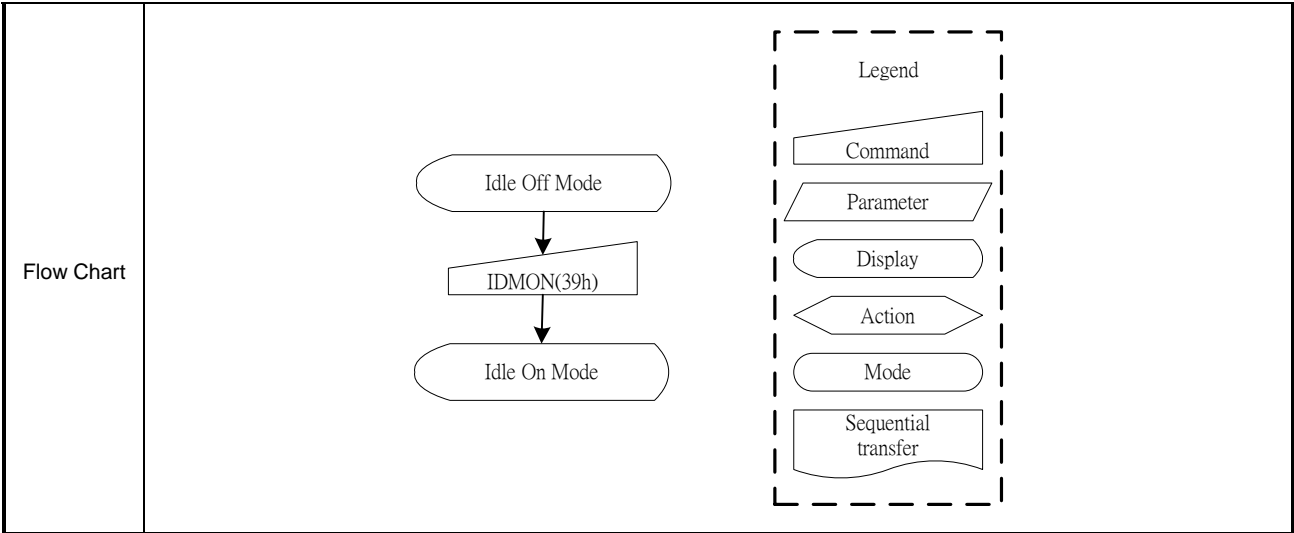 Flow Chart
Idle Off Mode
IDMON(39h)
Idle On Mode
Legend
Command
Parameter
Display
Action
Mode
Sequential
transfer